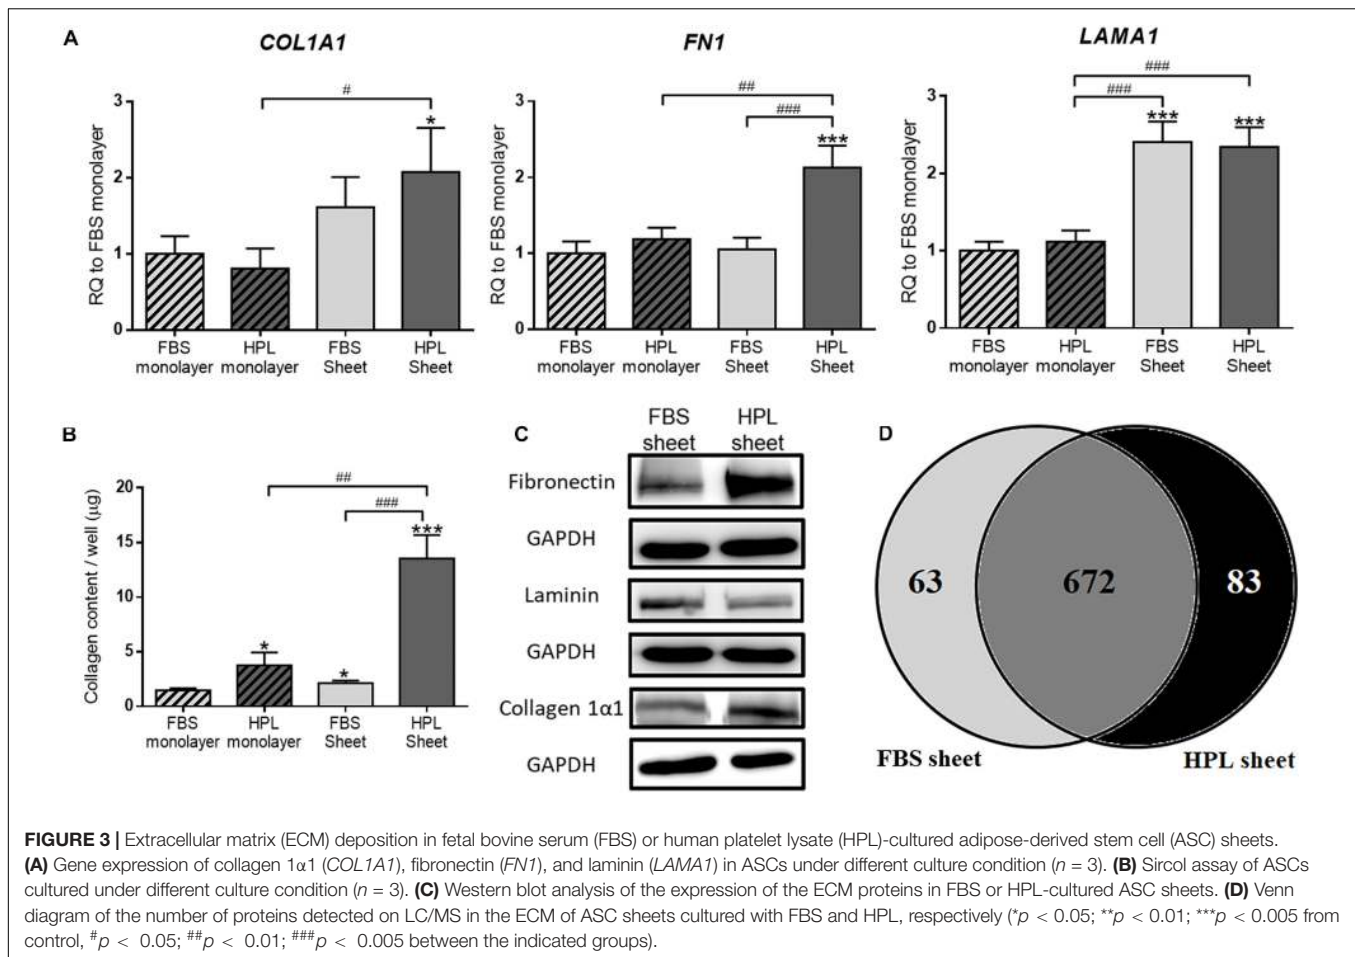 A
COL1A1
FN1
LAMA1
RQ to FBS monolayer
3
2
1
0
#
*
FBS monolayer
HPL monolayer
FBS Sheet
HPL Sheet
RQ to FBS monolayer
3
2
1
0
##
###
***
FBS monolayer
HPL monolayer
FBS Sheet
HPL Sheet
RQ to FBS monolayer
3
2
1
0
###
###
***
***
FBS monolayer
HPL monolayer
FBS Sheet
HPL Sheet
B
Collagen content / well (µg)
20
15
10
5
0
##
###
***
*
*
FBS monolayer
HPL monolayer
FBS Sheet
HPL Sheet
C
FBS sheet
HPL sheet
Fibronectin
GAPDH
Laminin
GAPDH
Collagen 1α1
GAPDH
D
63
672
83
FBS sheet
HPL sheet
FIGURE 3 | Extracellular matrix (ECM) deposition in fetal bovine serum (FBS) or human platelet lysate (HPL)-cultured adipose-derived stem cell (ASC) sheets.
(A) Gene expression of collagen 1α1 (COL1A1), fibronectin (FN1), and laminin (LAMA1) in ASCs under different culture condition (n = 3). (B) Sircol assay of ASCs
cultured under different culture condition (n = 3). (C) Western blot analysis of the expression of the ECM proteins in FBS or HPL-cultured ASC sheets. (D) Venn
diagram of the number of proteins detected on LC/MS in the ECM of ASC sheets cultured with FBS and HPL, respectively (*p < 0.05; **p < 0.01; ***p < 0.005 from
control, #p < 0.05; ##p < 0.01; ###p < 0.005 between the indicated groups).